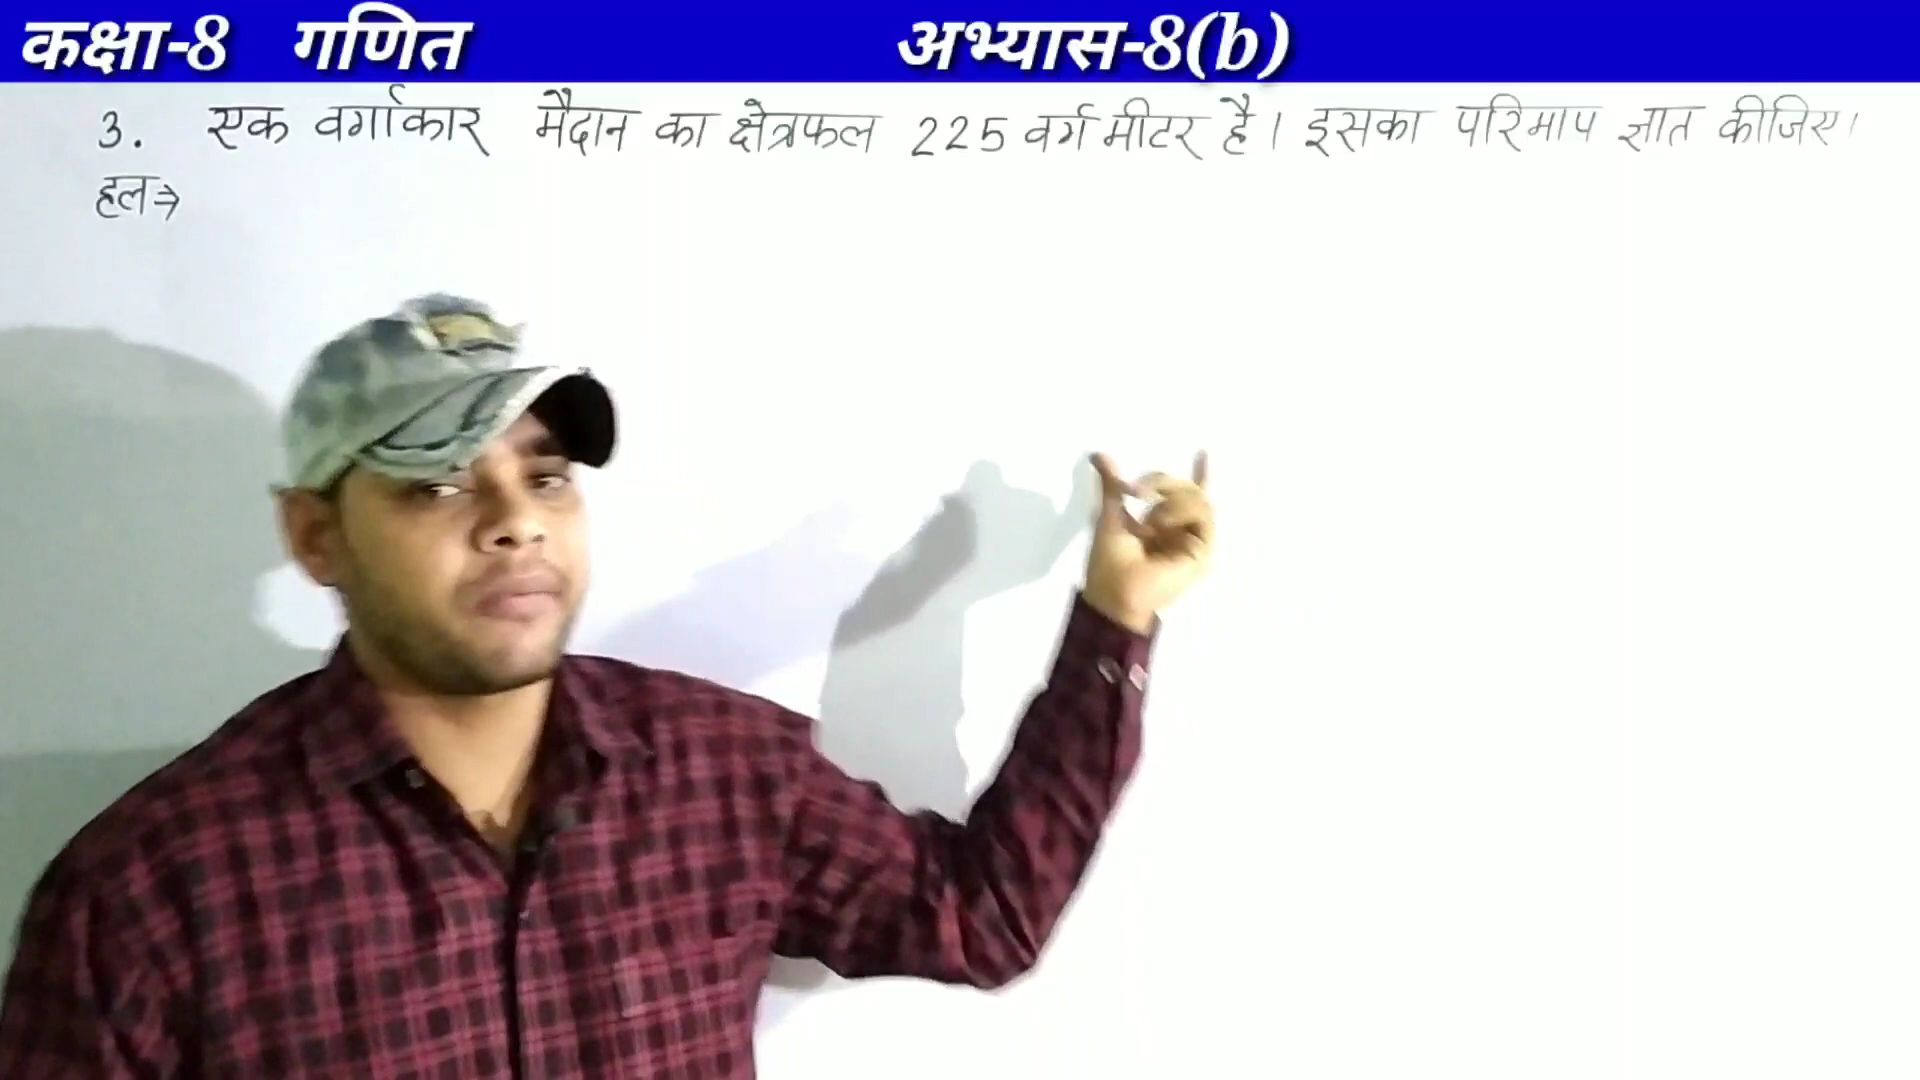 कक्षा-8 गणित अभ्यास-8(b)
3. एक वर्गाकार मैदान का क्षेत्रफल 225 वर्ग मीटर है। इसका परिमाप ज्ञात कीजिए।
हल⇒